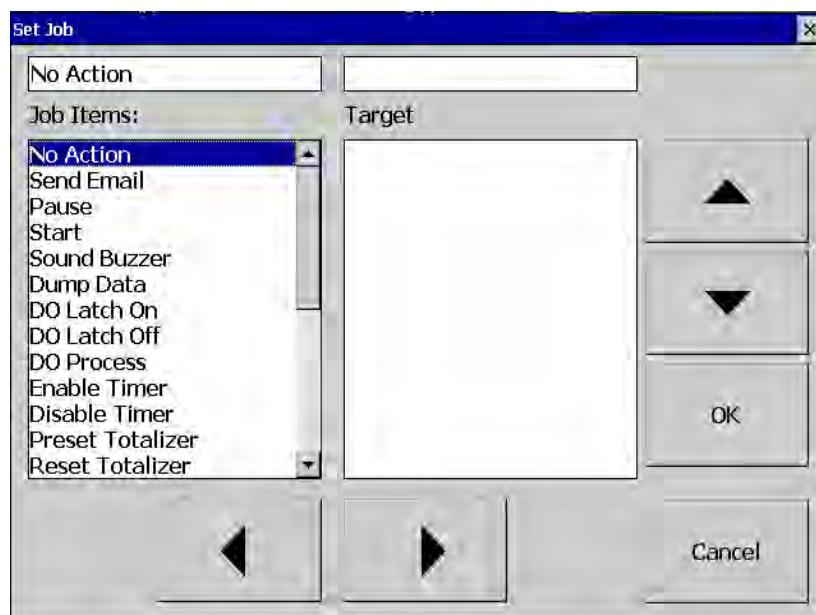 Set Job
No Action
Job Items:
Target
No Action
Send Email
Pause
Start
Sound Buzzer
Dump Data
DO Latch On
DO Latch Off
DO Process
Enable Timer
Disable Timer
Preset Totalizer
Reset Totalizer
OK
Cancel